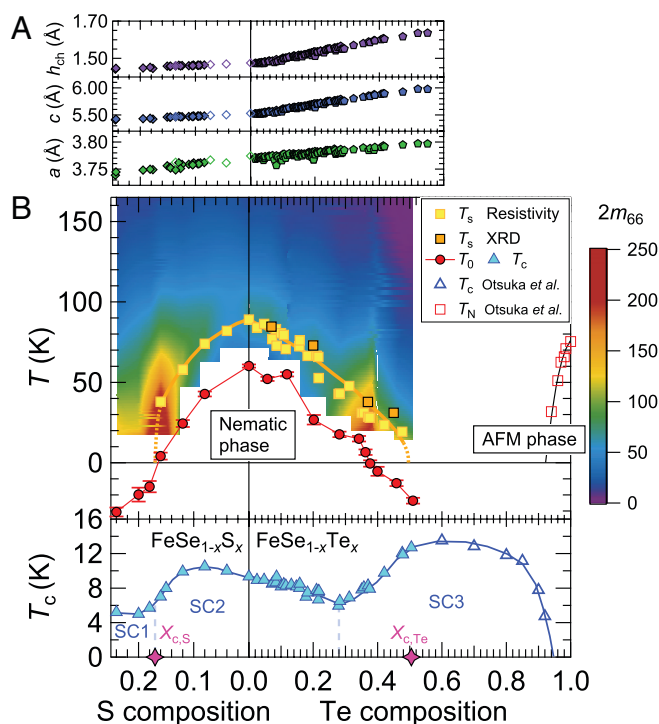 A
h_ch (Å)
1.70
1.50
c (Å)
6.00
5.50
a (Å)
3.80
3.75
B
T (K)
150
100
50
0
16
T_s Resistivity
T_s XRD
T_0 T_c
T_c Otsuka et al.
T_N Otsuka et al.
2m_66
250
200
150
100
50
0
Nematic phase
AFM phase
T_c (K)
12
8
4
0
FeSe_1-xS_x
FeSe_1-xTe_x
SC1
SC2
SC3
X_c,S
X_c,Te
0.2 0.1 0.0 0.2 0.4 0.6 0.8 1.0
S composition Te composition